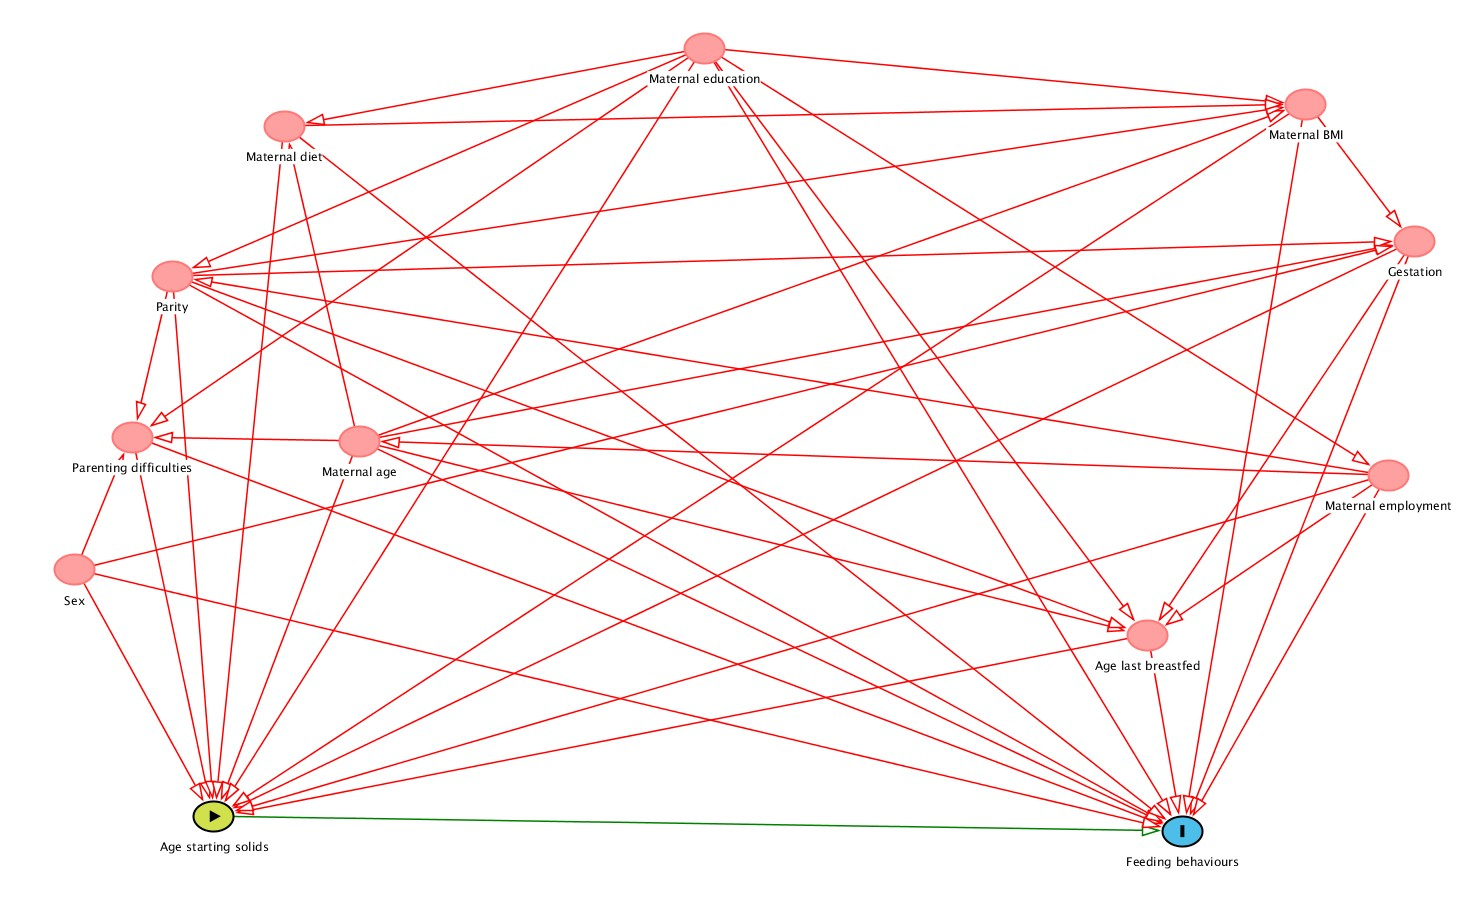 Maternal education
Maternal BMI
Maternal diet
Gestation
Parity
Parenting difficulties
Maternal age
Maternal employment
Sex
Age last breastfed
Age starting solids
Feeding behaviours